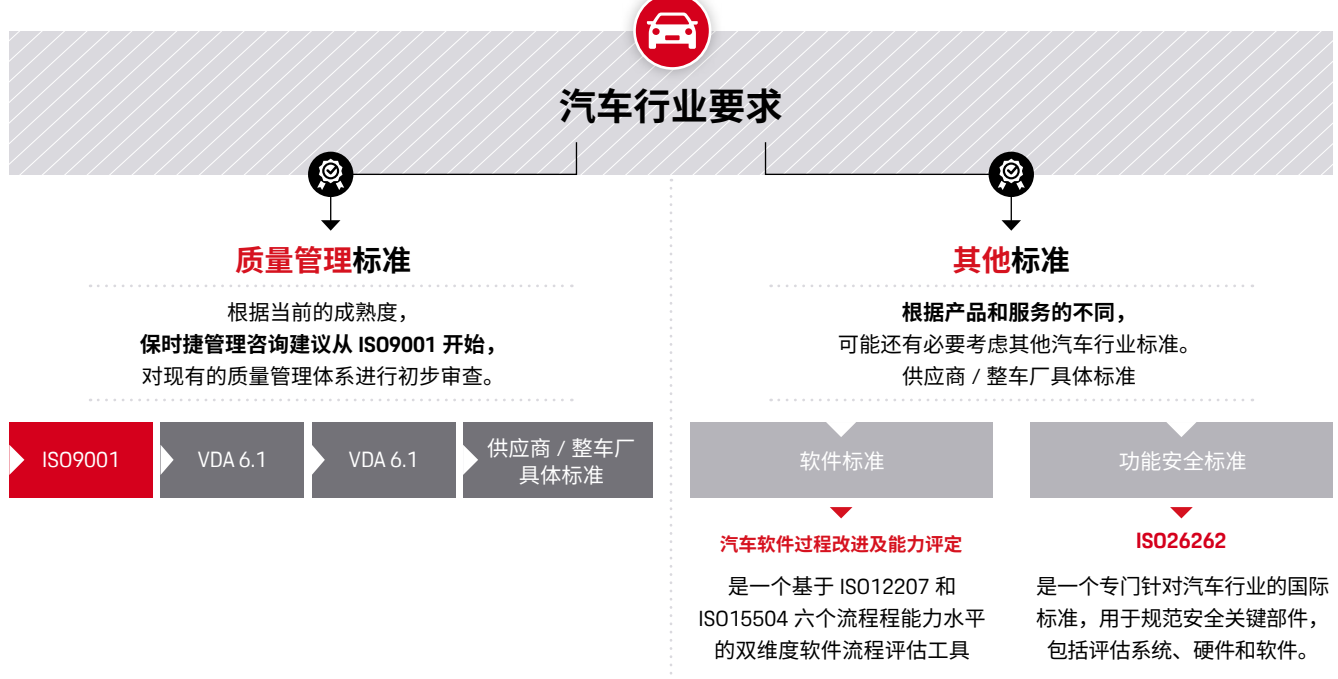 汽车行业要求
质量管理标准
根据当前的成熟度，
保时捷管理咨询建议从 ISO9001 开始，
对现有的质量管理体系进行初步审查。
ISO9001
VDA 6.1
VDA 6.1
供应商 / 整车厂
具体标准
其他标准
根据产品和服务的不同，
可能还有必要考虑其他汽车行业标准。
供应商 / 整车厂具体标准
软件标准
汽车软件过程改进及能力评定
是一个基于 ISO12207 和
ISO15504 六个流程程能力水平
的双维度软件流程评估工具
功能安全标准
ISO26262
是一个专门针对汽车行业的国际
标准，用于规范安全关键部件，
包括评估系统、硬件和软件。